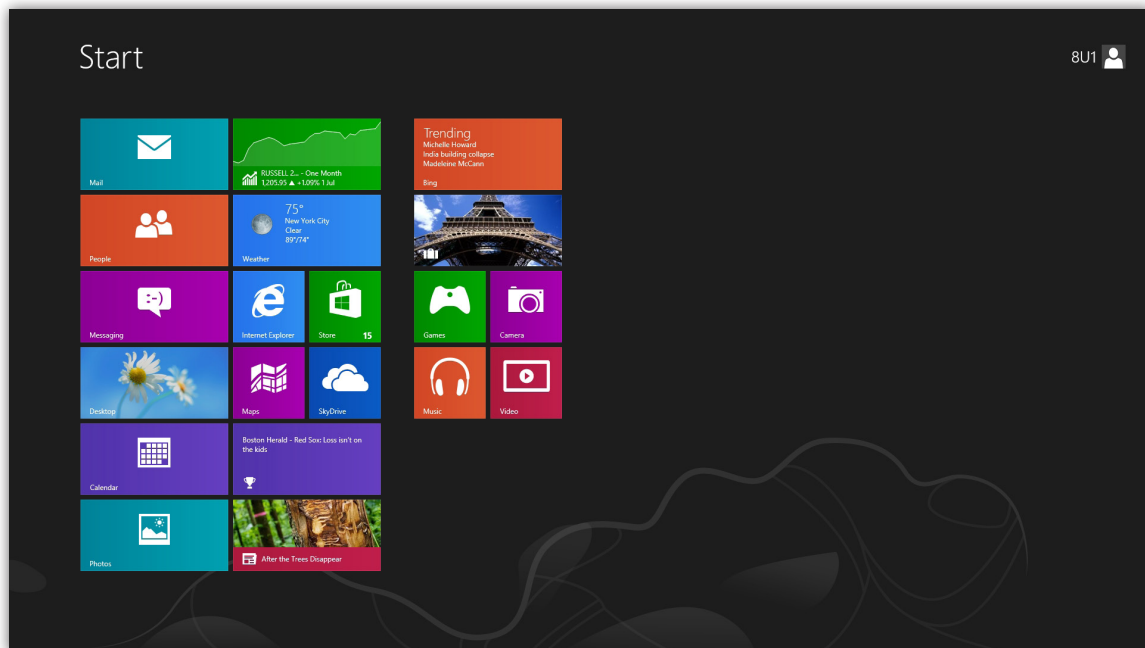 Start
8U1
Mail
RUSSELL 2... - One Month
1,205.95 ▲ +1.09% 1 Jul
Trending
Michelle Howard
India building collapse
Madeleine McCann
Bing
People
75°
New York City
Clear
89°/74°
Weather
Messaging
:-)
Internet Explorer
Store
15
Games
Camera
Desktop
Maps
SkyDrive
Music
Video
Calendar
Boston Herald - Red Sox: Loss isn't on
the kids
Photos
After the Trees Disappear